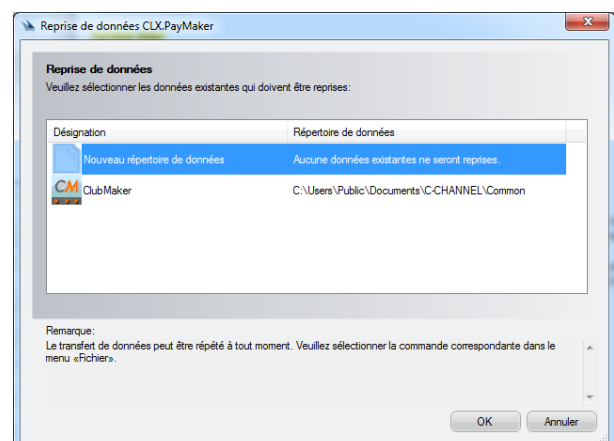 Reprise de données CLX.PayMaker
Reprise de données
Veuillez sélectionner les données existantes qui doivent être reprises:
Désignation Répertoire de données
Nouveau répertoire de données Aucune données existantes ne seront reprises.
CM ClubMaker C:\Users\Public\Documents\C-CHANNEL\Common
Remarque:
Le transfert de données peut être répété à tout moment. Veuillez sélectionner la commande correspondante dans le
menu «Fichier».
OK Annuler